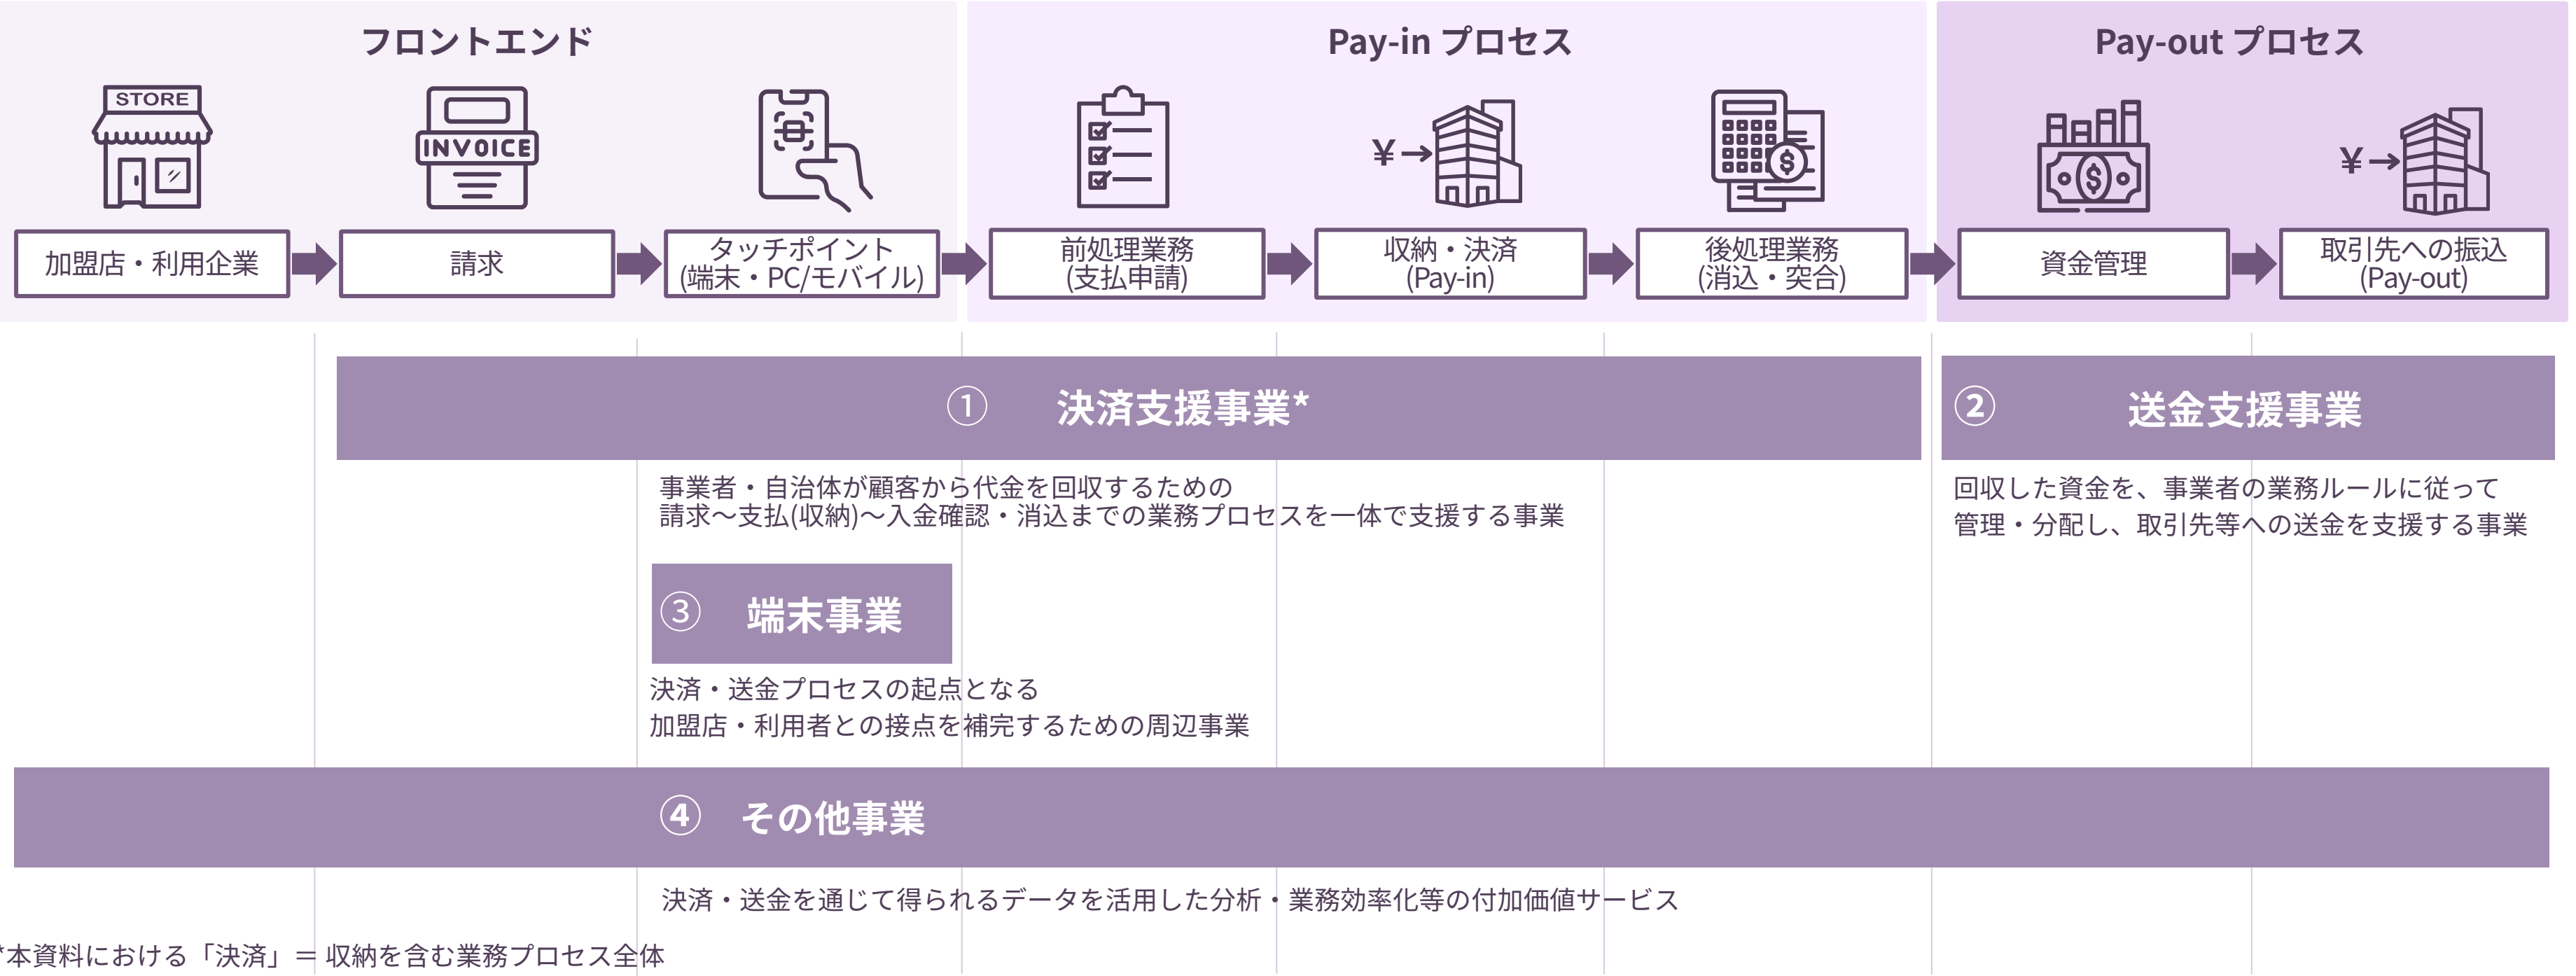 フロントエンド
Pay-in プロセス
Pay-out プロセス
STORE
INVOICE
¥
¥
加盟店・利用企業
請求
タッチポイント
(端末・PC/モバイル)
前処理業務
(支払申請)
収納・決済
(Pay-in)
後処理業務
(消込・突合)
資金管理
取引先への振込
(Pay-out)
① 決済支援事業*
② 送金支援事業
事業者・自治体が顧客から代金を回収するための
請求～支払(収納)～入金確認・消込までの業務プロセスを一体で支援する事業
回収した資金を、事業者の業務ルールに従って
管理・分配し、取引先等への送金を支援する事業
③ 端末事業
決済・送金プロセスの起点となる
加盟店・利用者との接点を補完するための周辺事業
④ その他事業
決済・送金を通じて得られるデータを活用した分析・業務効率化等の付加価値サービス
*本資料における「決済」＝ 収納を含む業務プロセス全体